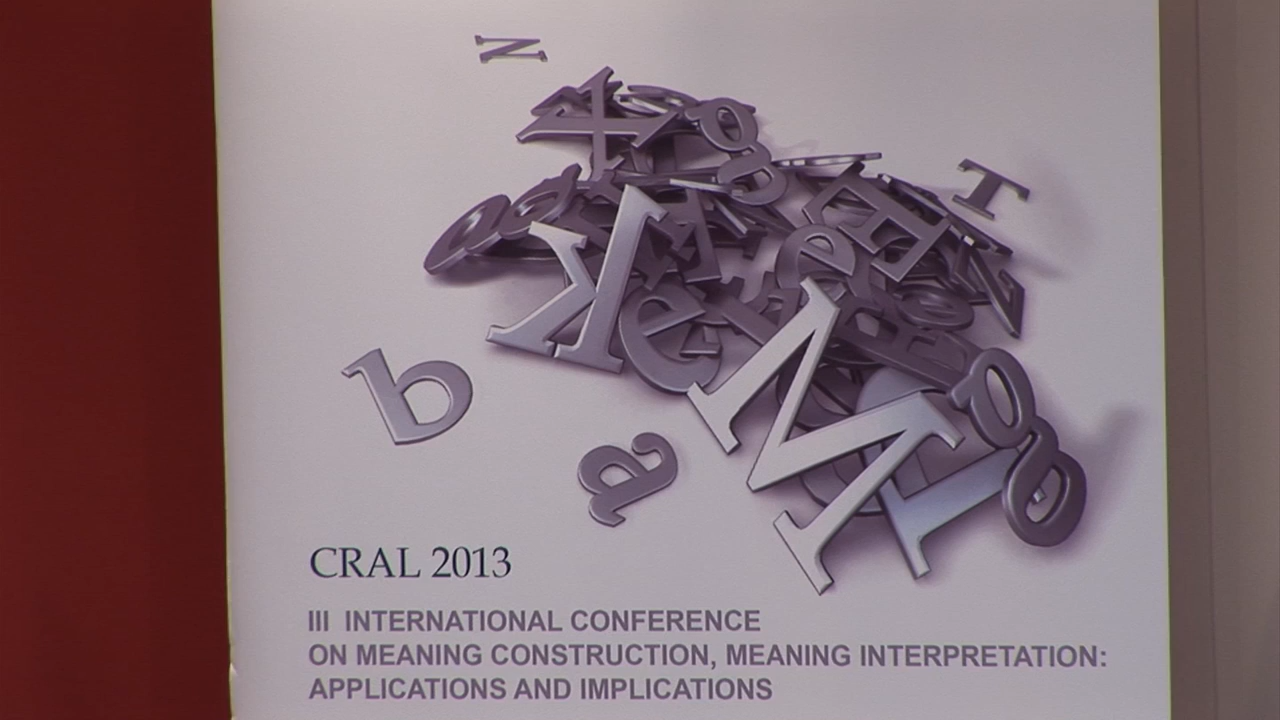 CRAL 2013
III INTERNATIONAL CONFERENCE
ON MEANING CONSTRUCTION, MEANING INTERPRETATION:
APPLICATIONS AND IMPLICATIONS